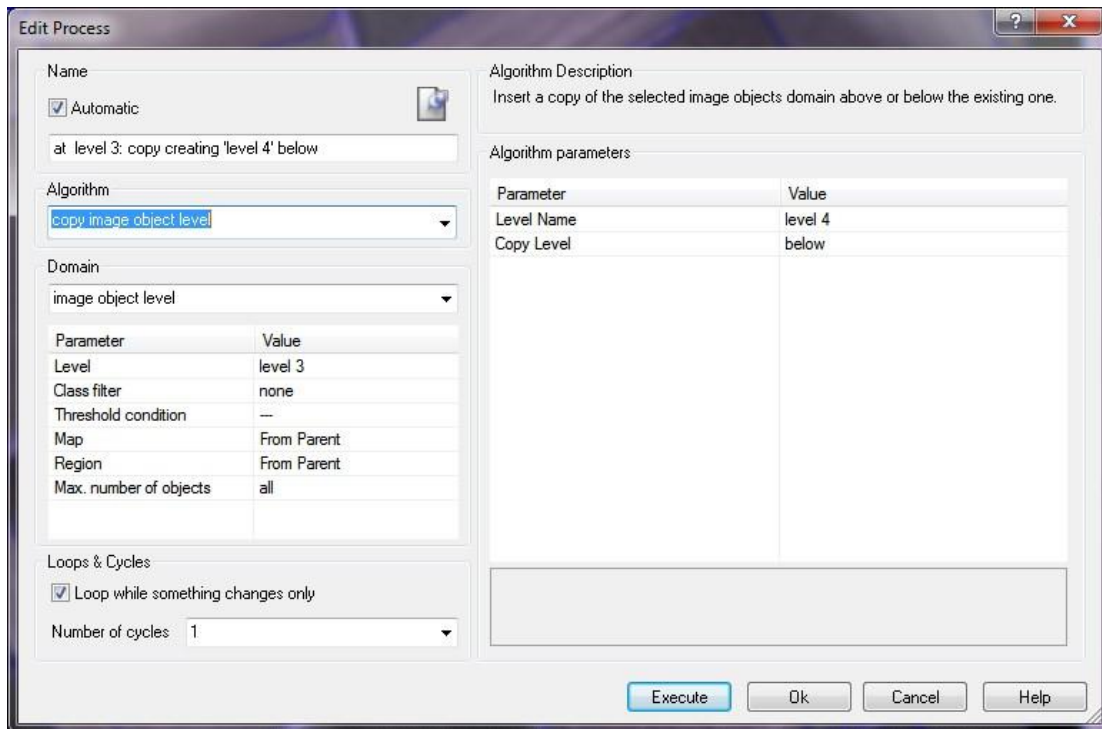 Edit Process
?
X
Name
Automatic
at level 3: copy creating 'level 4' below
Algorithm
copy image object level
Domain
image object level
Parameter Value
Level level 3
Class filter none
Threshold condition ---
Map From Parent
Region From Parent
Max. number of objects all
Loops & Cycles
Loop while something changes only
Number of cycles 1
Algorithm Description
Insert a copy of the selected image objects domain above or below the existing one.
Algorithm parameters
Parameter Value
Level Name level 4
Copy Level below
Execute Ok Cancel Help